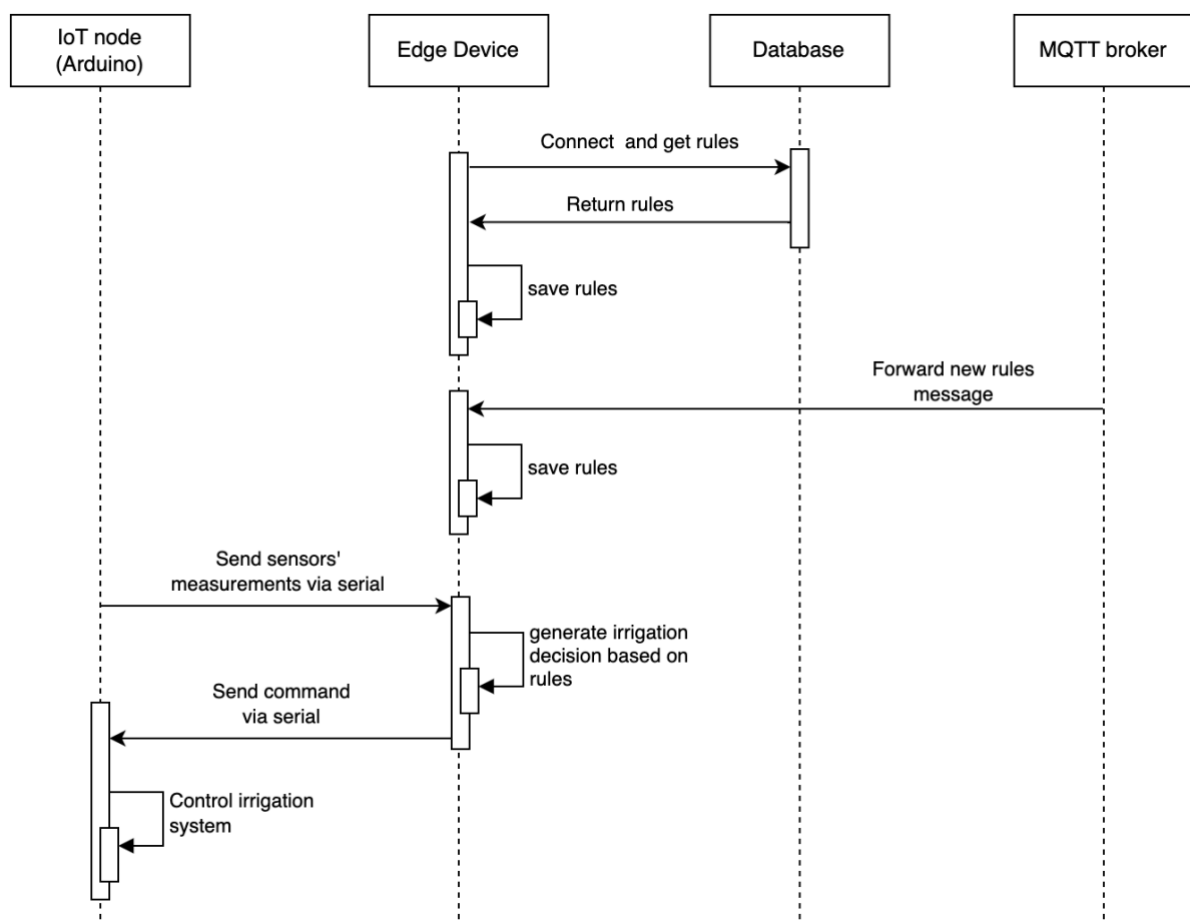 IoT node
(Arduino)
Edge Device
Database
MQTT broker
Connect and get rules
Return rules
save rules
Forward new rules
message
save rules
Send sensors'
measurements via serial
generate irrigation
decision based on
rules
Send command
via serial
Control irrigation
system